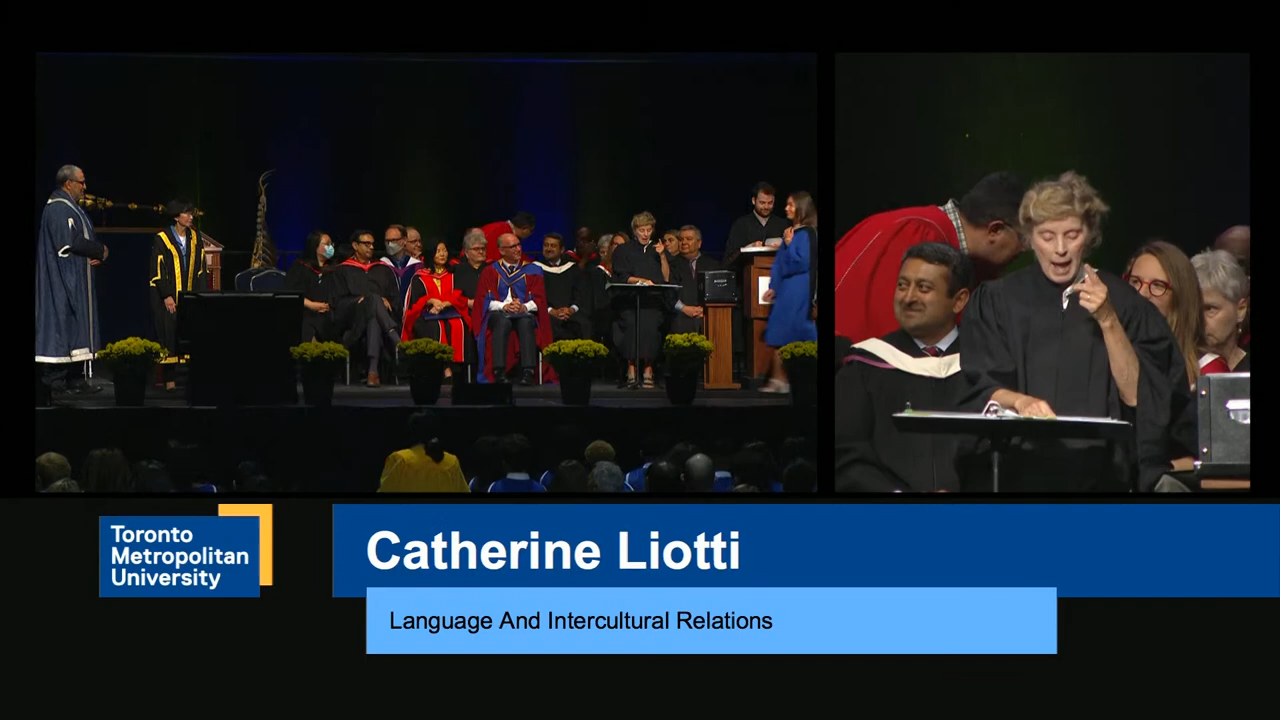 Toronto
Metropolitan
University
Catherine Liotti
Language And Intercultural Relations